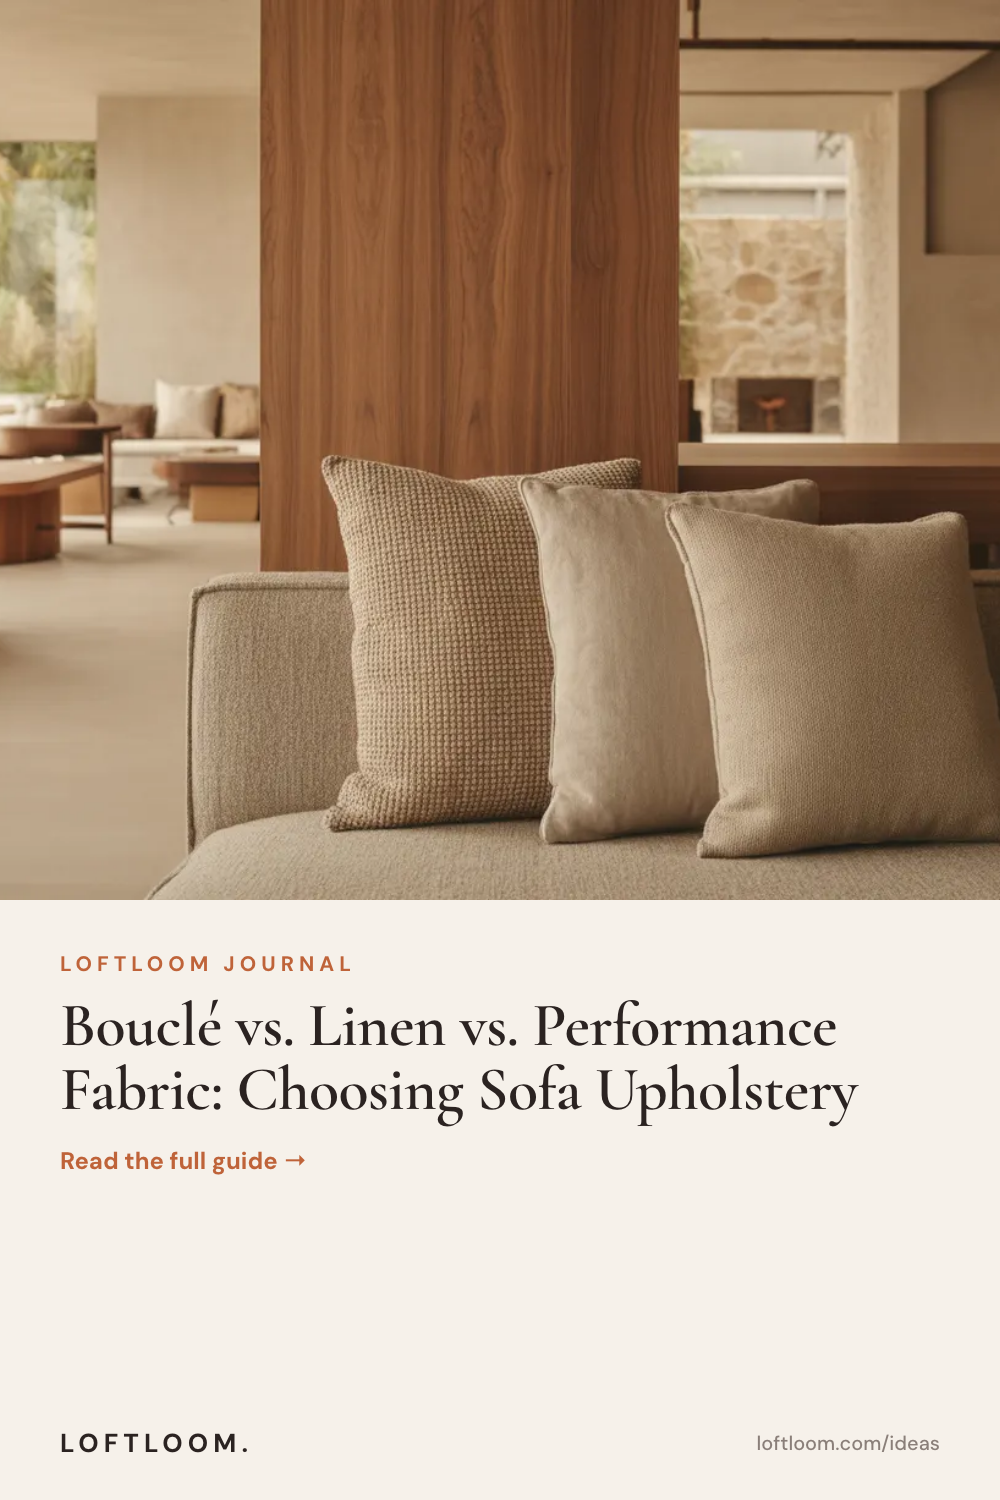 LOFTLOOM JOURNAL
Bouclé vs. Linen vs. Performance
Fabric: Choosing Sofa Upholstery
Read the full guide →
LOFTLOOM.
loftloom.com/ideas